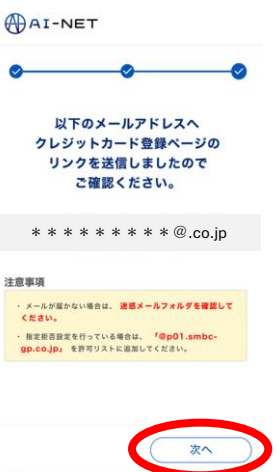 AI-NET
以下のメールアドレスへ
クレジットカード登録ページの
リンクを送信しましたので
ご確認ください。
＊＊＊＊＊＊＊＊＊@.co.jp
注意事項
・ メールが届かない場合は、 迷惑メールフォルダを確認して
ください。
・ 指定拒否設定を行っている場合は、 「@p01.smbc-
gp.co.jp」 を許可リストに追加してください。
次へ